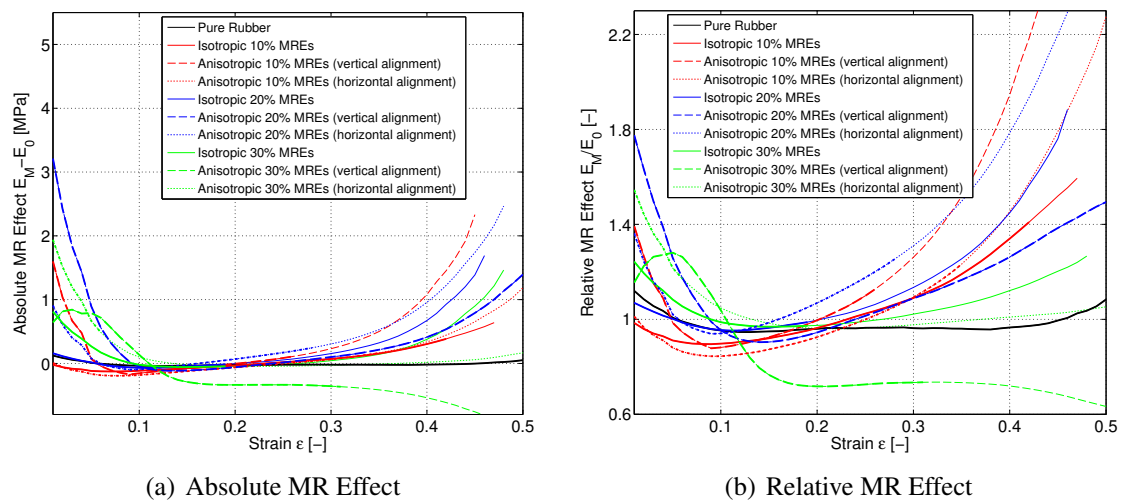 5
4
3
2
1
0
Absolute MR Effect E_M−E_0 [MPa]
Pure Rubber
Isotropic 10% MREs
Anisotropic 10% MREs (vertical alignment)
Anisotropic 10% MREs (horizontal alignment)
Isotropic 20% MREs
Anisotropic 20% MREs (vertical alignment)
Anisotropic 20% MREs (horizontal alignment)
Isotropic 30% MREs
Anisotropic 30% MREs (vertical alignment)
Anisotropic 30% MREs (horizontal alignment)
0.1 0.2 0.3 0.4 0.5
Strain ε [−]
(a) Absolute MR Effect
2.2
1.8
1.4
1
0.6
Relative MR Effect E_M/E_0 [−]
Pure Rubber
Isotropic 10% MREs
Anisotropic 10% MREs (vertical alignment)
Anisotropic 10% MREs (horizontal alignment)
Isotropic 20% MREs
Anisotropic 20% MREs (vertical alignment)
Anisotropic 20% MREs (horizontal alignment)
Isotropic 30% MREs
Anisotropic 30% MREs (vertical alignment)
Anisotropic 30% MREs (horizontal alignment)
0.1 0.2 0.3 0.4 0.5
Strain ε [−]
(b) Relative MR Effect